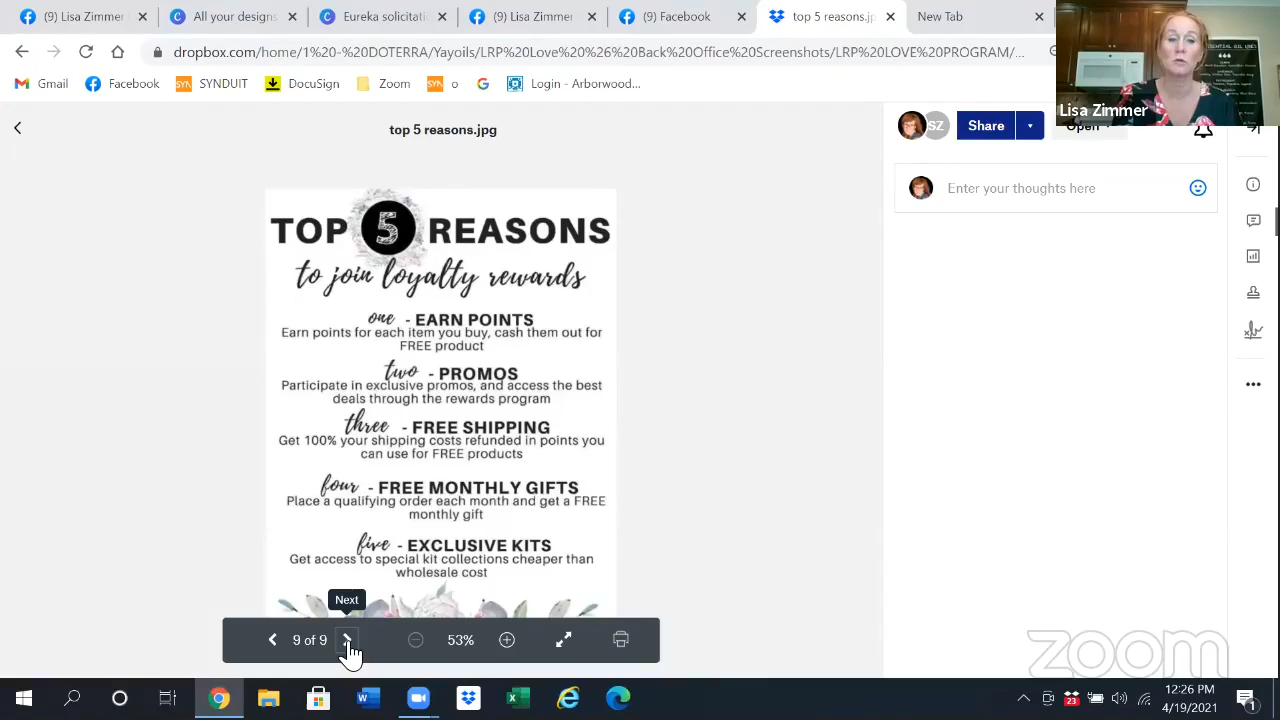 (9) Lisa Zimmer
All your designs
Recitati
(9) Lisa Zimmer
(9) Facebook
top 5 reasons.jp
New Tab
dropbox.com/home/1%20-%20DOTERRA/Yayoils/LRP%20LOVE%20%26%20Back%20Office%20Screenshots/LRP%20LOVE%20PROGRAM/...
Gmail
Facebook
SYNDUIT
Docusign
Zoom
er - Arbonnewod...
Lisa Zimmer
top 5 reasons.jpg
SZ
Share
Open
Enter your thoughts here
TOP 5 REASONS
to join loyalty rewards
one - EARN POINTS
Earn points for each item you buy, cash them out for
FREE product
two - PROMOS
Participate in exclusive promos, and access the best
deals through the rewards program
three - FREE SHIPPING
Get 100% your shipping costs refunded in points you
can use for FREE products
four - FREE MONTHLY GIFTS
Place a qualifying order each month and get a FREE
monthly gift
five - EXCLUSIVE KITS
Get access to special kit collections cheaper than
wholesale cost
Next
9 of 9
53%
zoom
23
12:26 PM
4/19/2021
1